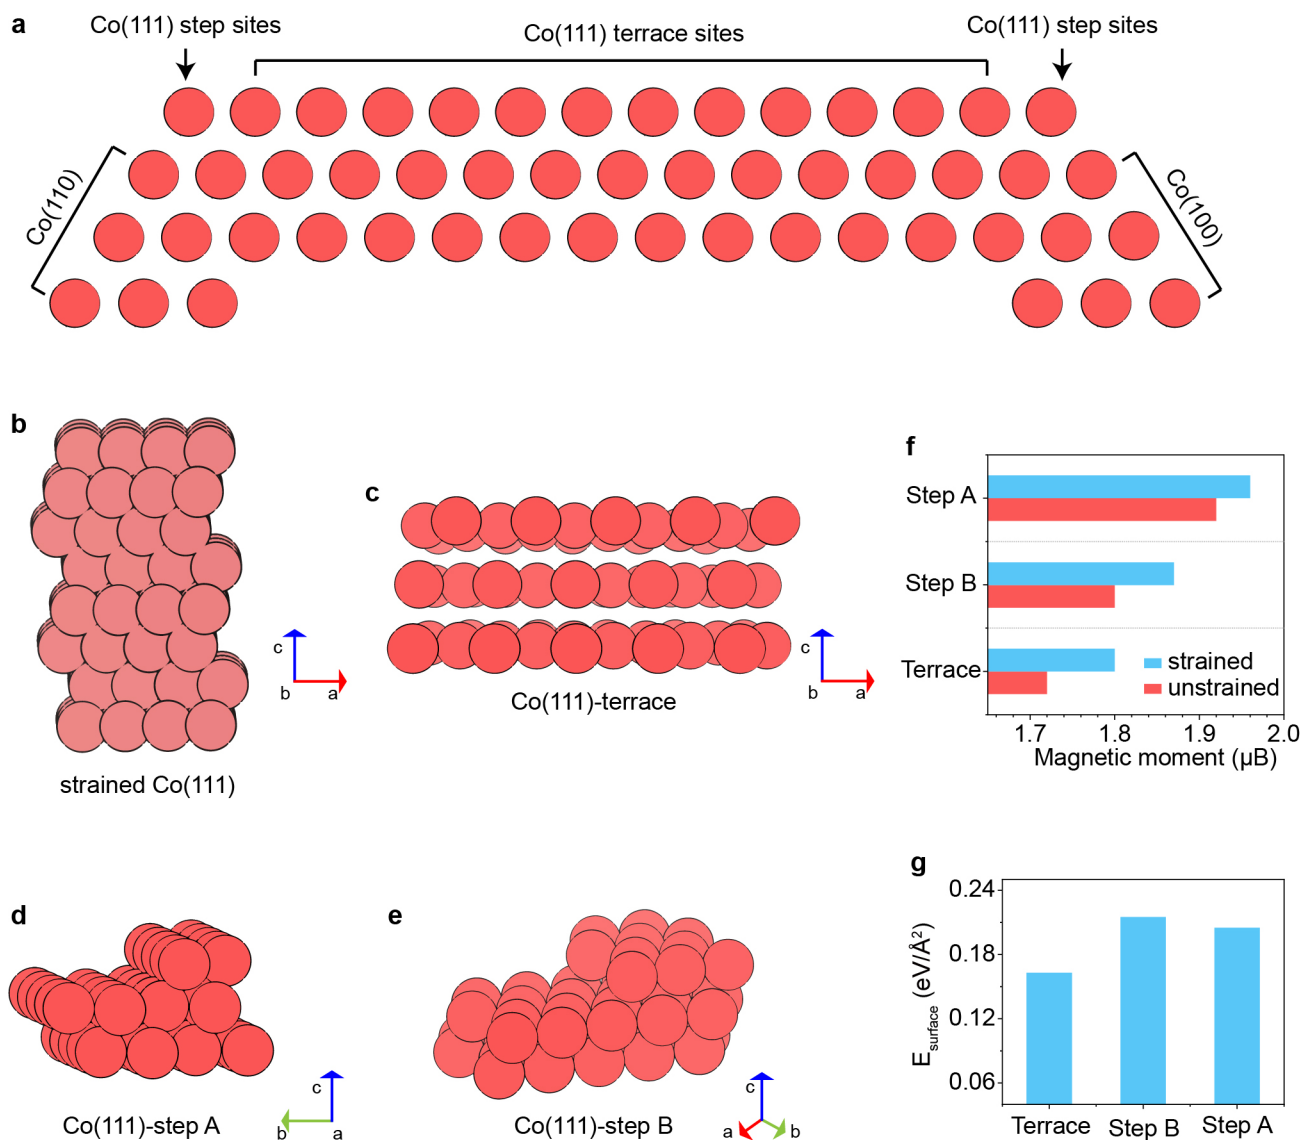 a
Co(111) step sites
Co(111) terrace sites
Co(111) step sites
Co(110)
Co(100)
b
c
b
a
strained Co(111)
c
c
b
a
Co(111)-terrace
f
Step A
Step B
Terrace
strained
unstrained
1.7 1.8 1.9 2.0
Magnetic moment (μB)
d
c
b
a
Co(111)-step A
e
c
a
b
Co(111)-step B
g
E_surface (eV/Å²)
0.24
0.18
0.12
0.06
Terrace Step B Step A